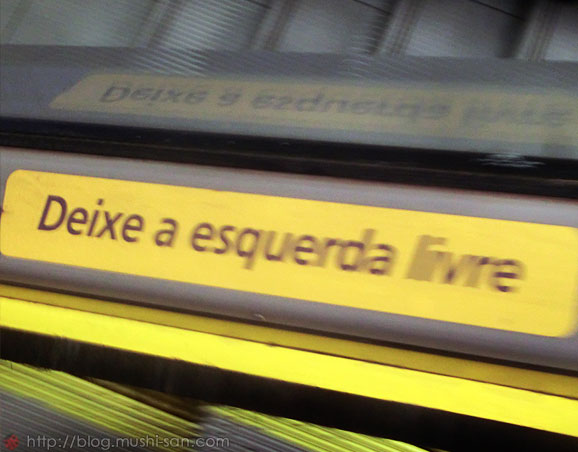 Deixe a esquerda livre
Deixe a esquerda livre
http://blog.mushi-san.com